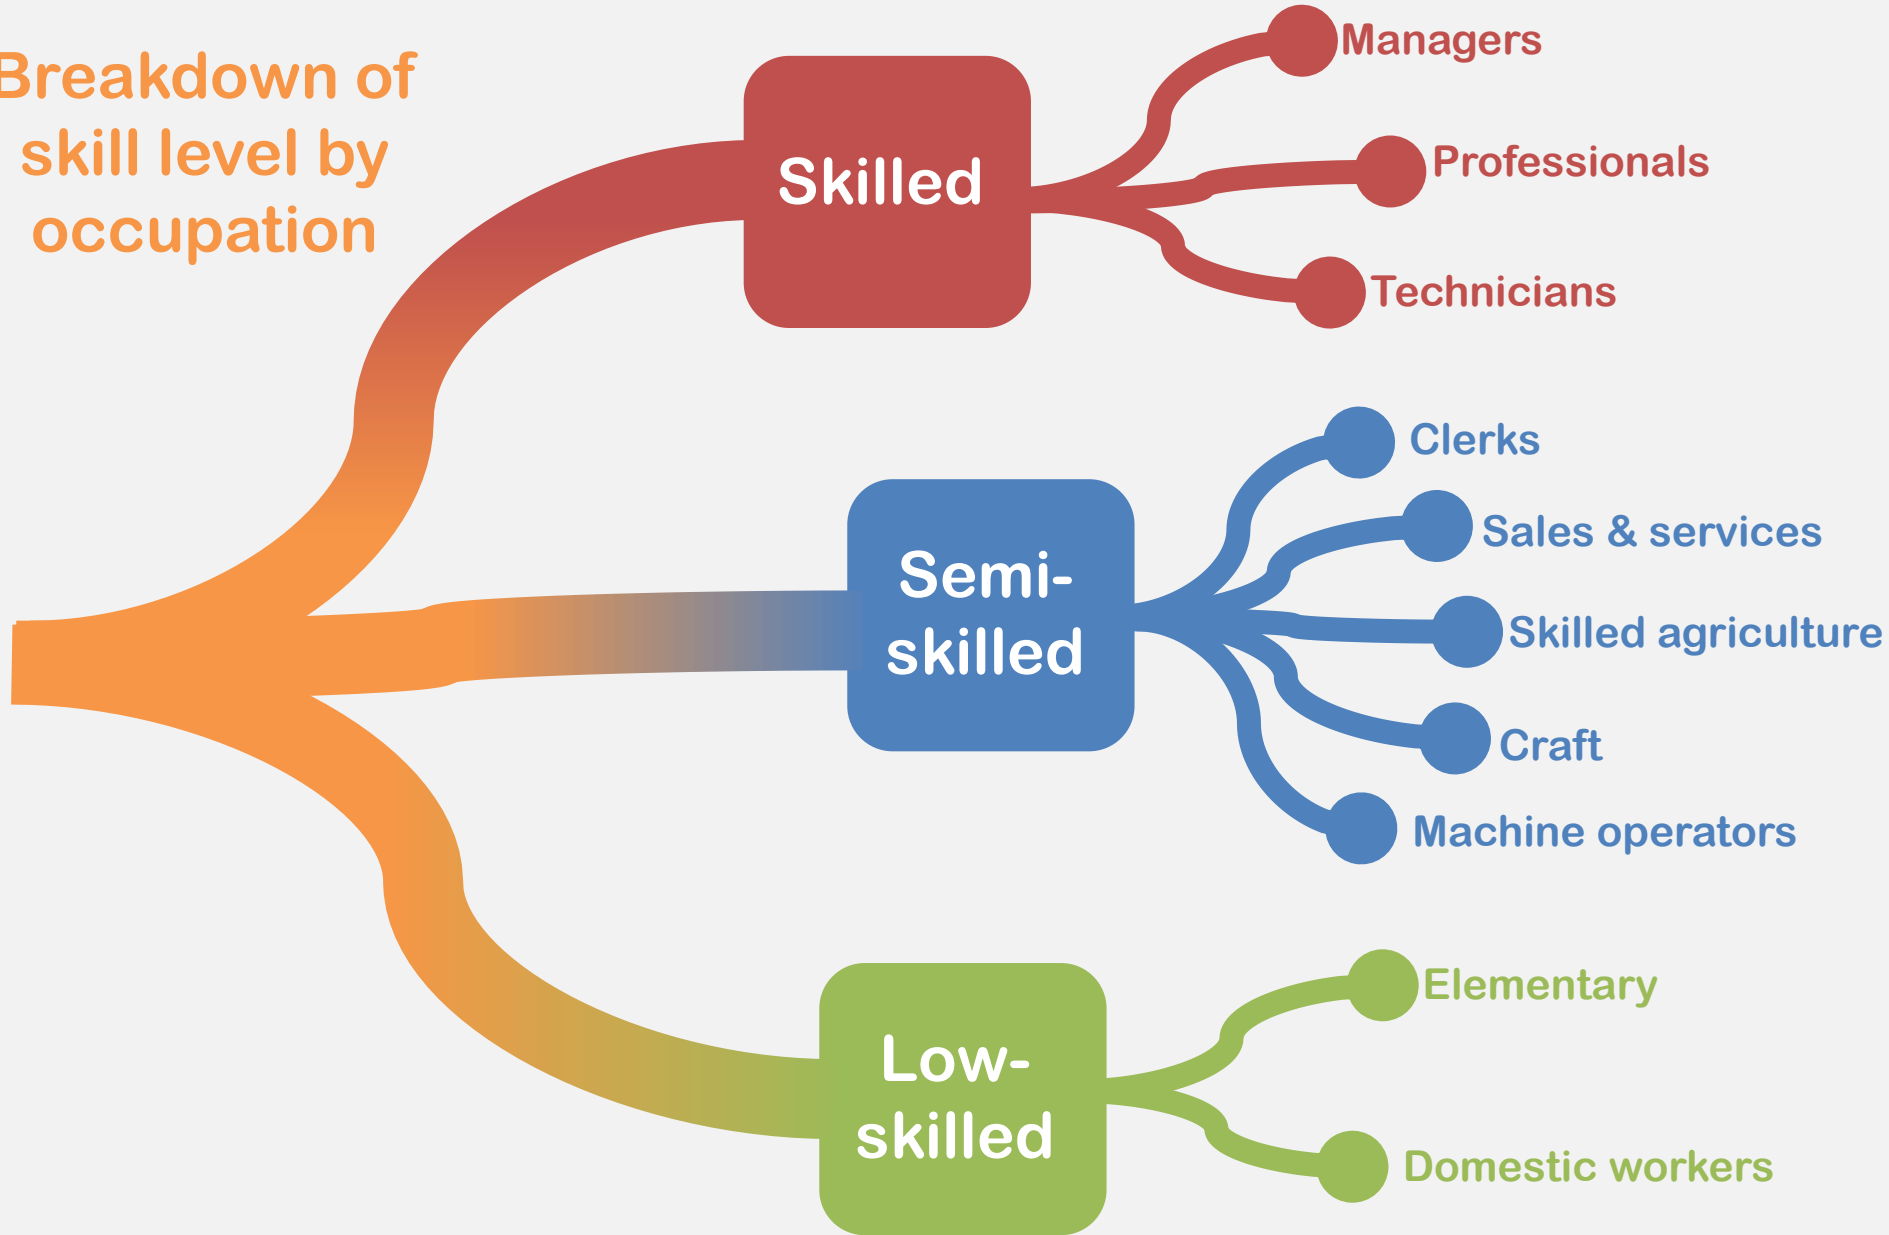 Breakdown of
skill level by
occupation
Skilled
Managers
Professionals
Technicians
Semi-
skilled
Clerks
Sales & services
Skilled agriculture
Craft
Machine operators
Low-
skilled
Elementary
Domestic workers